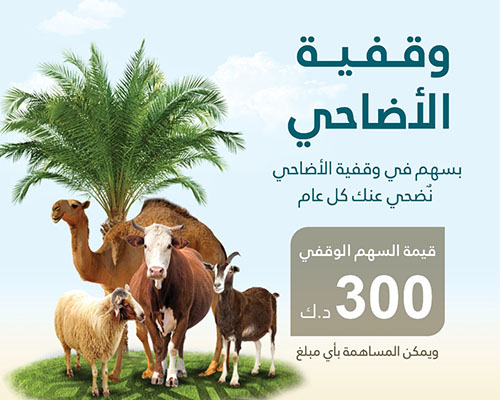 وقفية
الأضاحي
بسهم في وقفية الأضاحي
نُضحي عنك كل عام
قيمة السهم الوقفي
300 د.ك
ويمكن المساهمة بأي مبلغ